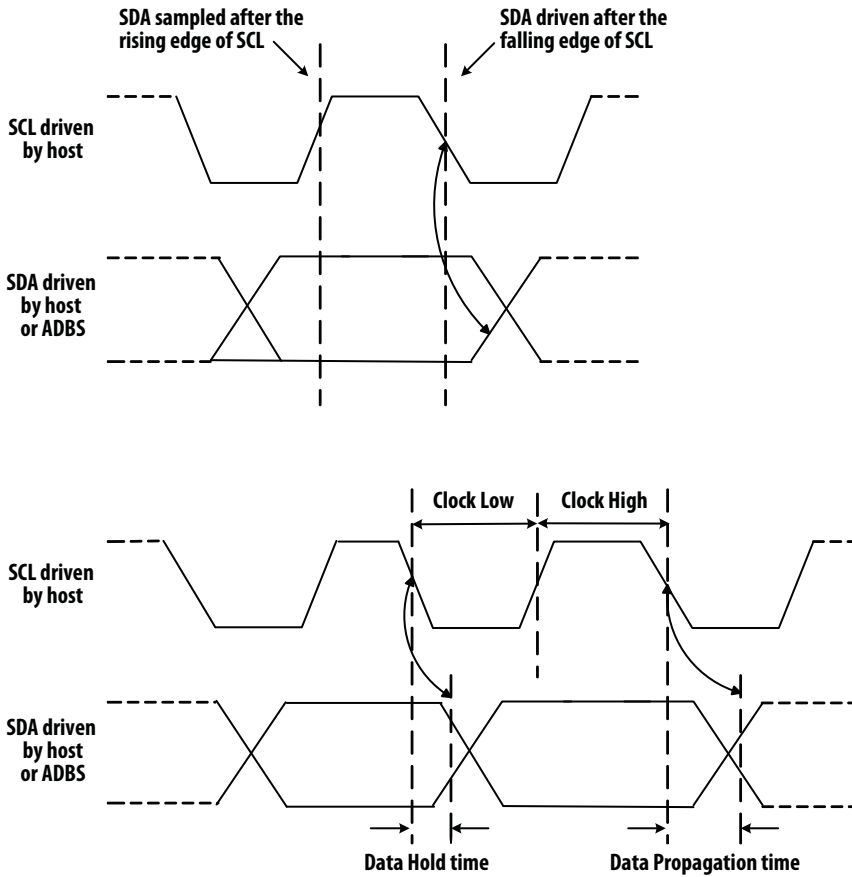 SDA sampled after the
rising edge of SCL
SDA driven after the
falling edge of SCL
SCL driven
by host
SDA driven
by host
or ADBS
Clock Low
Clock High
SCL driven
by host
SDA driven
by host
or ADBS
Data Hold time
Data Propagation time